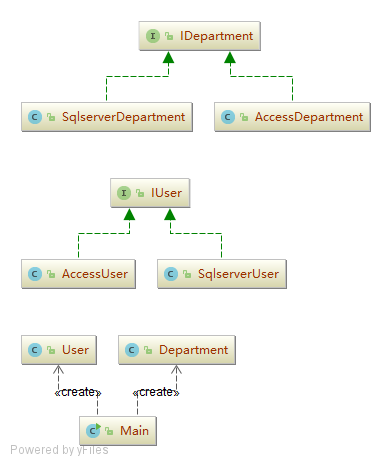 IDepartment
SqlserverDepartment
AccessDepartment
IUser
AccessUser
SqlserverUser
User
Department
«create»
«create»
Main
Powered by yFiles